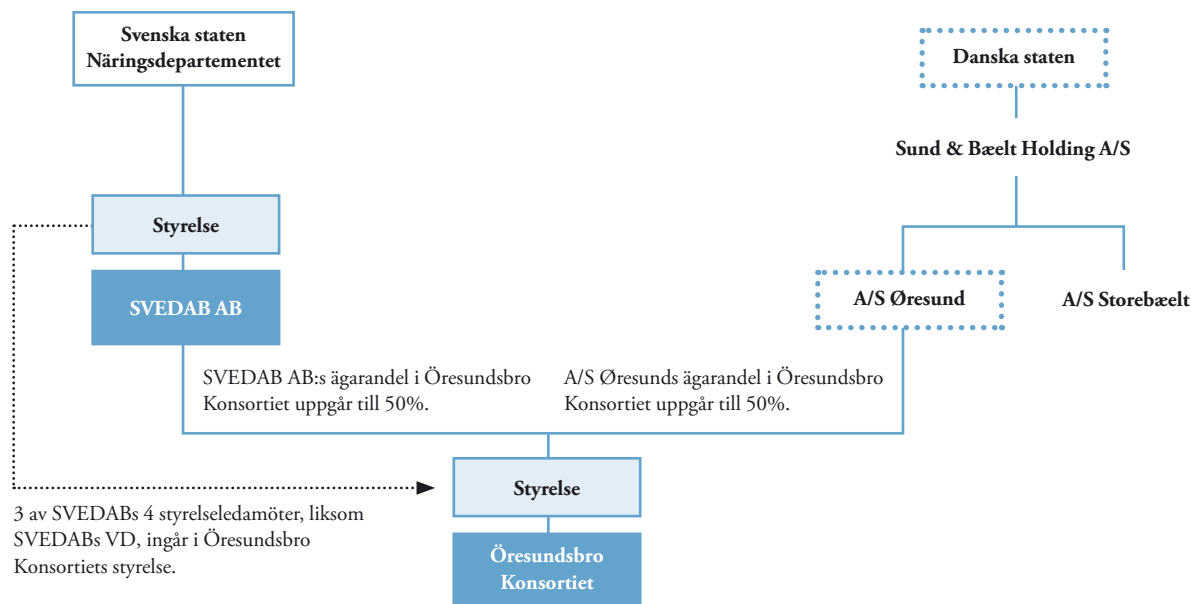 Svenska staten
Näringsdepartementet
Danska staten
Sund & Bæelt Holding A/S
Styrelse
SVEDAB AB
A/S Øresund
A/S Storebæelt
SVEDAB AB:s ägarandel i Öresundsbro
Konsortiet uppgår till 50%.
A/S Øresunds ägarandel i Öresundsbro
Konsortiet uppgår till 50%.
Styrelse
3 av SVEDABs 4 styrelseledamöter, liksom
SVEDABs VD, ingår i Öresundsbro
Konsortiets styrelse.
Öresundsbro
Konsortiet